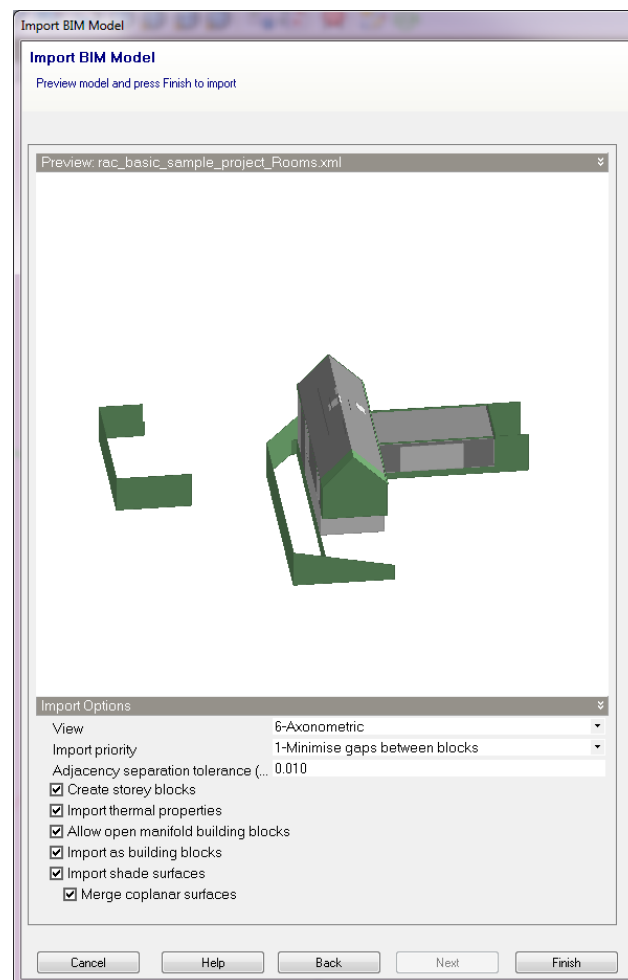 Import BIM Model
Import BIM Model
Preview model and press Finish to import
Preview: rac_basic_sample_project_Rooms.xml
Import Options
View 6-Axonometric
Import priority 1-Minimise gaps between blocks
Adjacency separation tolerance (... 0.010
Create storey blocks
Import thermal properties
Allow open manifold building blocks
Import as building blocks
Import shade surfaces
Merge coplanar surfaces
Cancel Help Back Next Finish